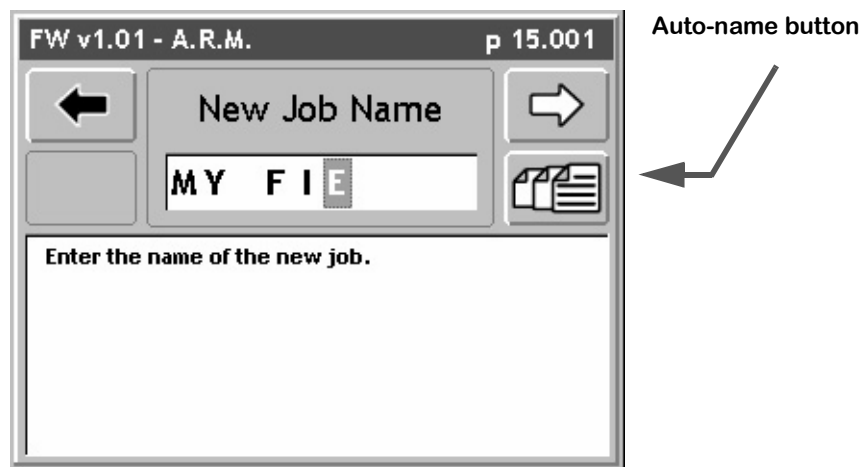 FW v1.01 - A.R.M. p 15.001
Auto-name button
New Job Name
MY FIE
Enter the name of the new job.